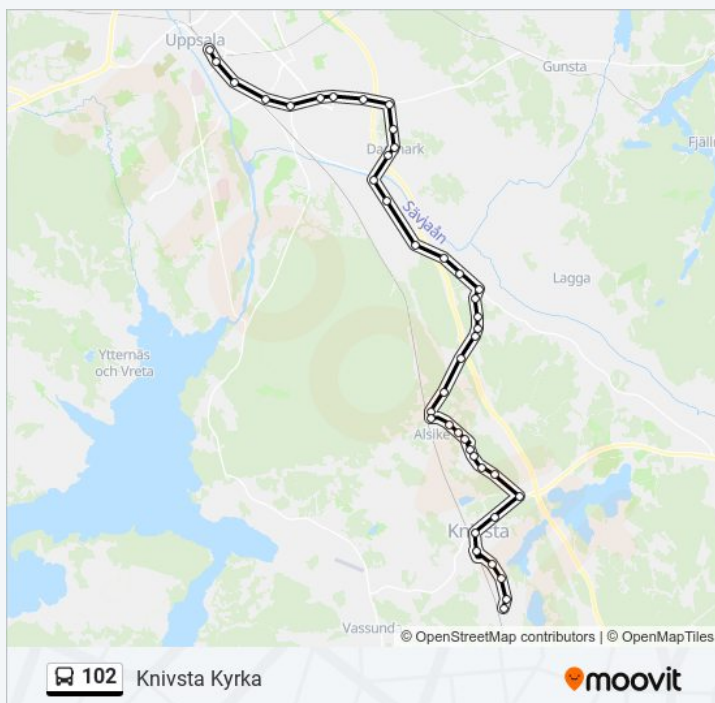 Uppsala
Gunsta
Fjäll
Danmark
Sävjaån
Lagga
Ytternäs
och Vreta
Alsike
Knivsta
Vassunda
© OpenStreetMap contributors | © OpenMapTiles
102 Knivsta Kyrka
moovit